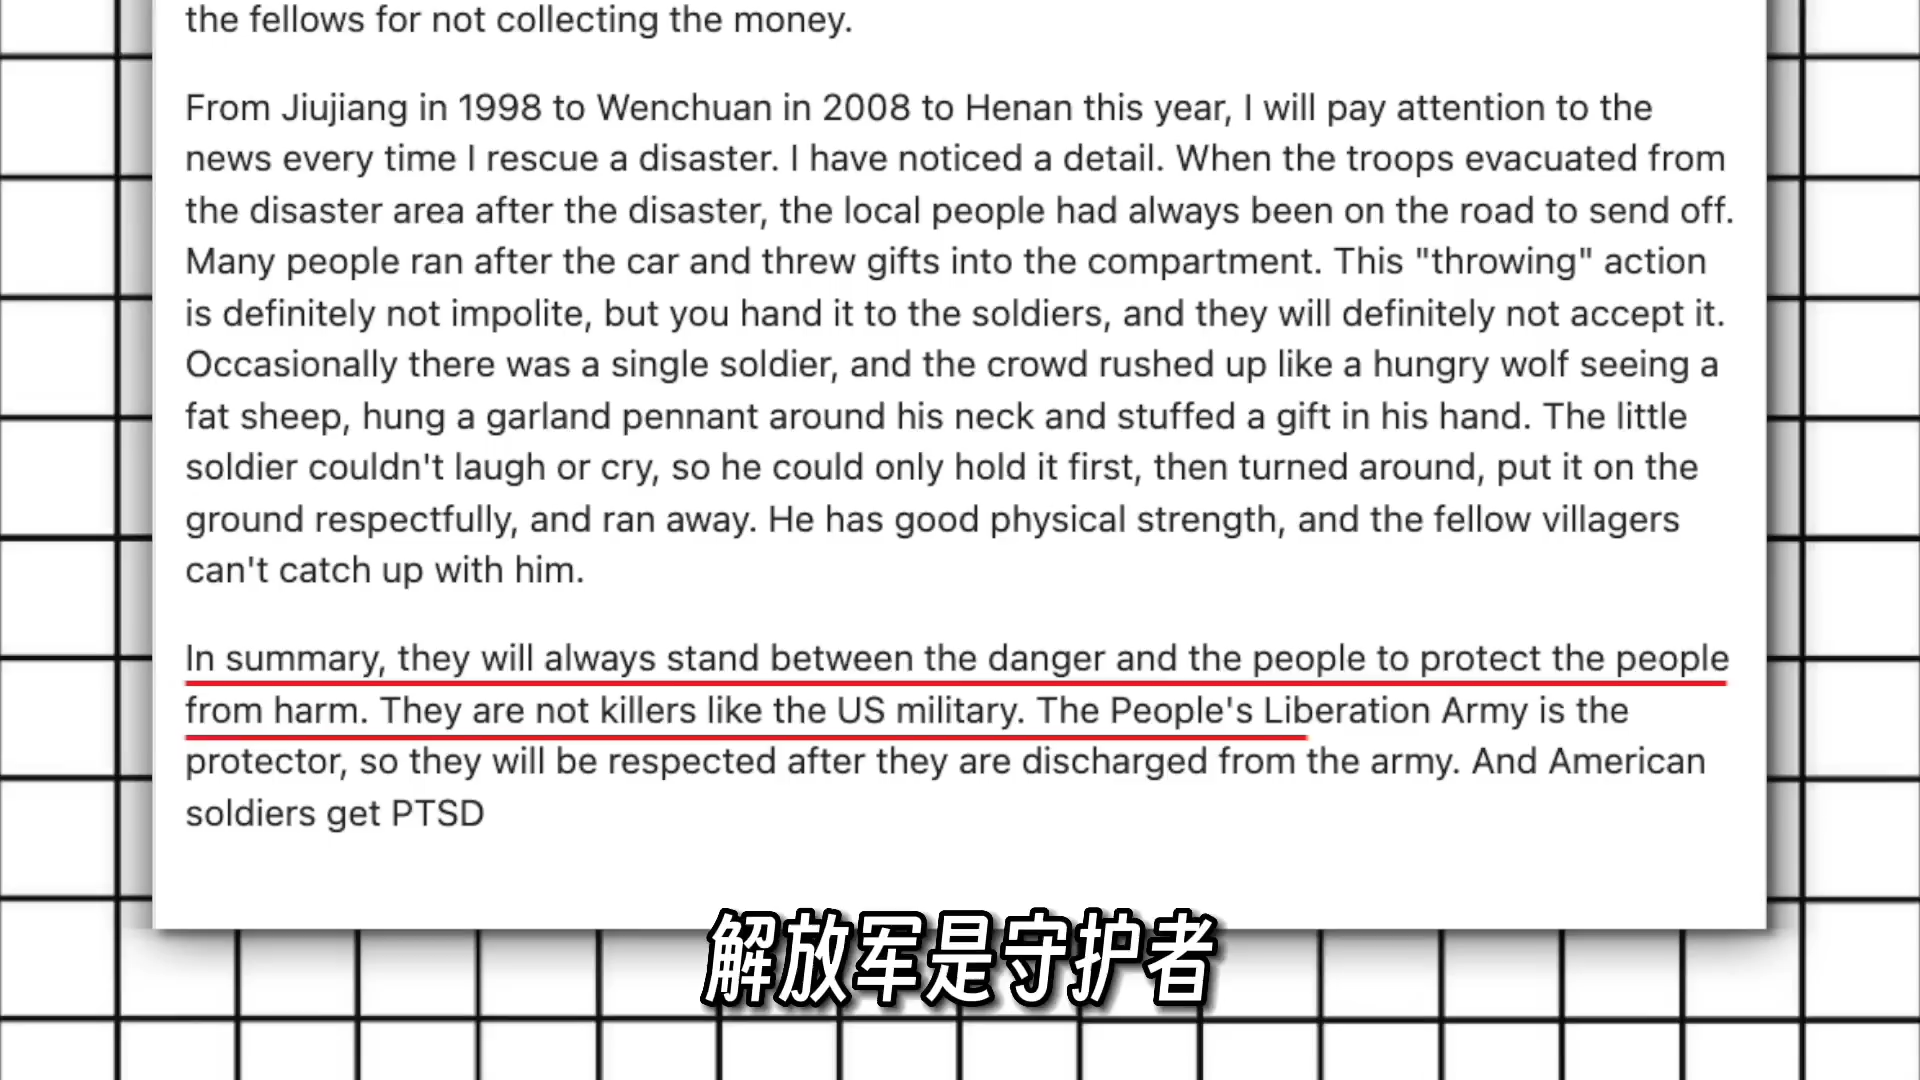 the fellows for not collecting the money.
From Jiujiang in 1998 to Wenchuan in 2008 to Henan this year, I will pay attention to the
news every time I rescue a disaster. I have noticed a detail. When the troops evacuated from
the disaster area after the disaster, the local people had always been on the road to send off.
Many people ran after the car and threw gifts into the compartment. This "throwing" action
is definitely not impolite, but you hand it to the soldiers, and they will definitely not accept it.
Occasionally there was a single soldier, and the crowd rushed up like a hungry wolf seeing a
fat sheep, hung a garland pennant around his neck and stuffed a gift in his hand. The little
soldier couldn't laugh or cry, so he could only hold it first, then turned around, put it on the
ground respectfully, and ran away. He has good physical strength, and the fellow villagers
can't catch up with him.
In summary, they will always stand between the danger and the people to protect the people
from harm. They are not killers like the US military. The People's Liberation Army is the
protector, so they will be respected after they are discharged from the army. And American
soldiers get PTSD
解放军是守护者